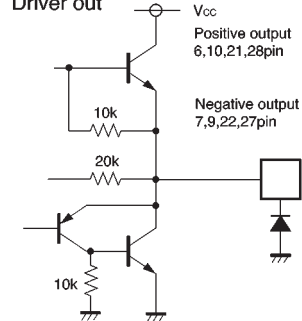 Driver out
Vcc
Positive output
6,10,21,28pin
Negative output
7,9,22,27pin
10k
20k
10k